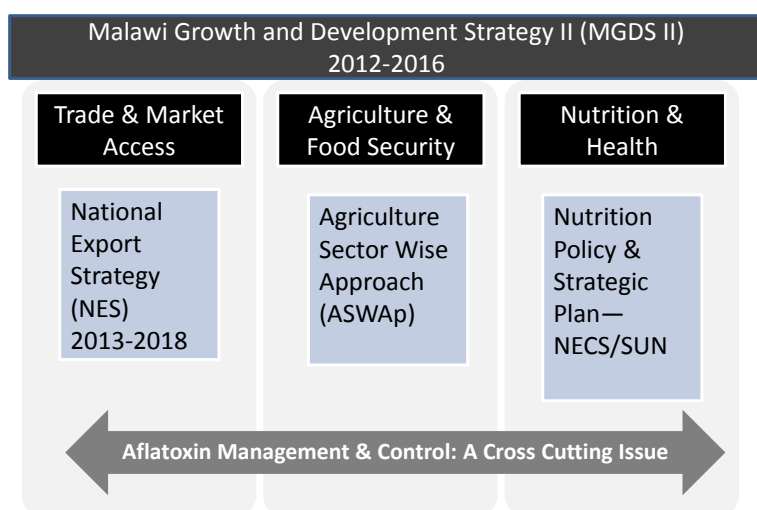 Malawi Growth and Development Strategy II (MGDS II)
2012-2016
Trade & Market
Access
National
Export
Strategy
(NES)
2013-2018
Agriculture &
Food Security
Agriculture
Sector Wise
Approach
(ASWAp)
Nutrition &
Health
Nutrition
Policy &
Strategic
Plan—
NECS/SUN
Aflatoxin Management & Control: A Cross Cutting Issue